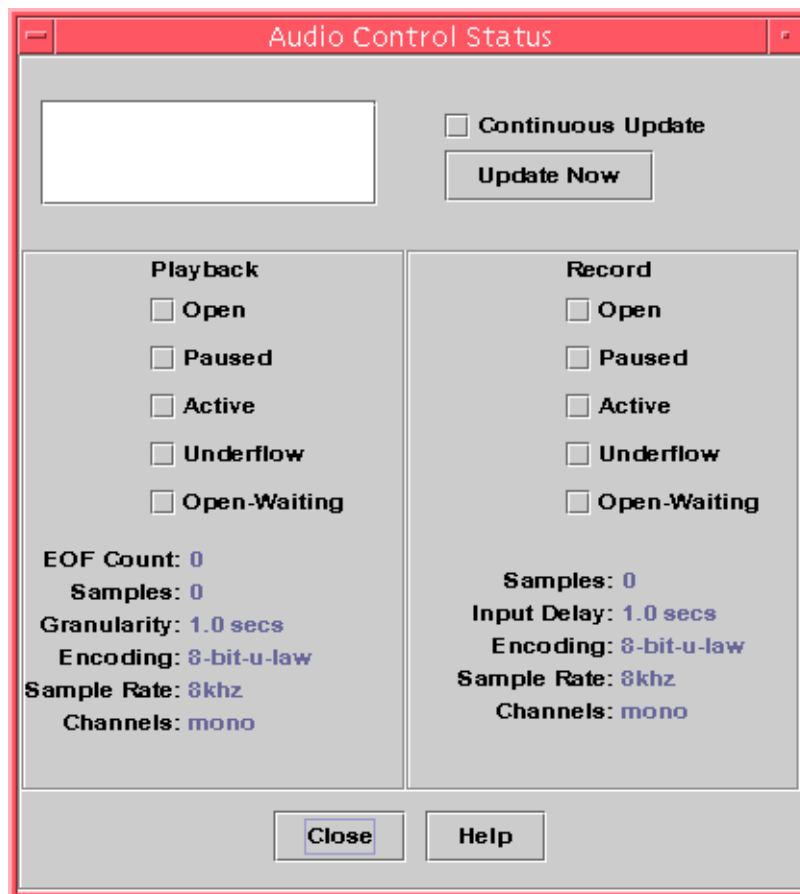 Audio Control Status
Continuous Update
Update Now
Playback
Open
Paused
Active
Underflow
Open-Waiting
EOF Count: 0
Samples: 0
Granularity: 1.0 secs
Encoding: 8-bit-u-law
Sample Rate: 8khz
Channels: mono
Record
Open
Paused
Active
Underflow
Open-Waiting
Samples: 0
Input Delay: 1.0 secs
Encoding: 8-bit-u-law
Sample Rate: 8khz
Channels: mono
Close
Help